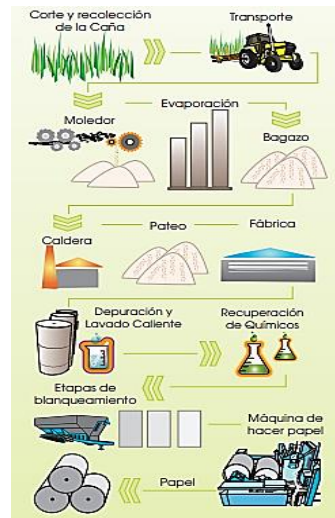 Corte y recolección
de la Caña
Transporte
Moledor
Evaporación
Bagazo
Caldera
Pateo
Fábrica
Depuración y
Lavado Caliente
Recuperación
de Químicos
Etapas de
blanqueamiento
Máquina de
hacer papel
Papel